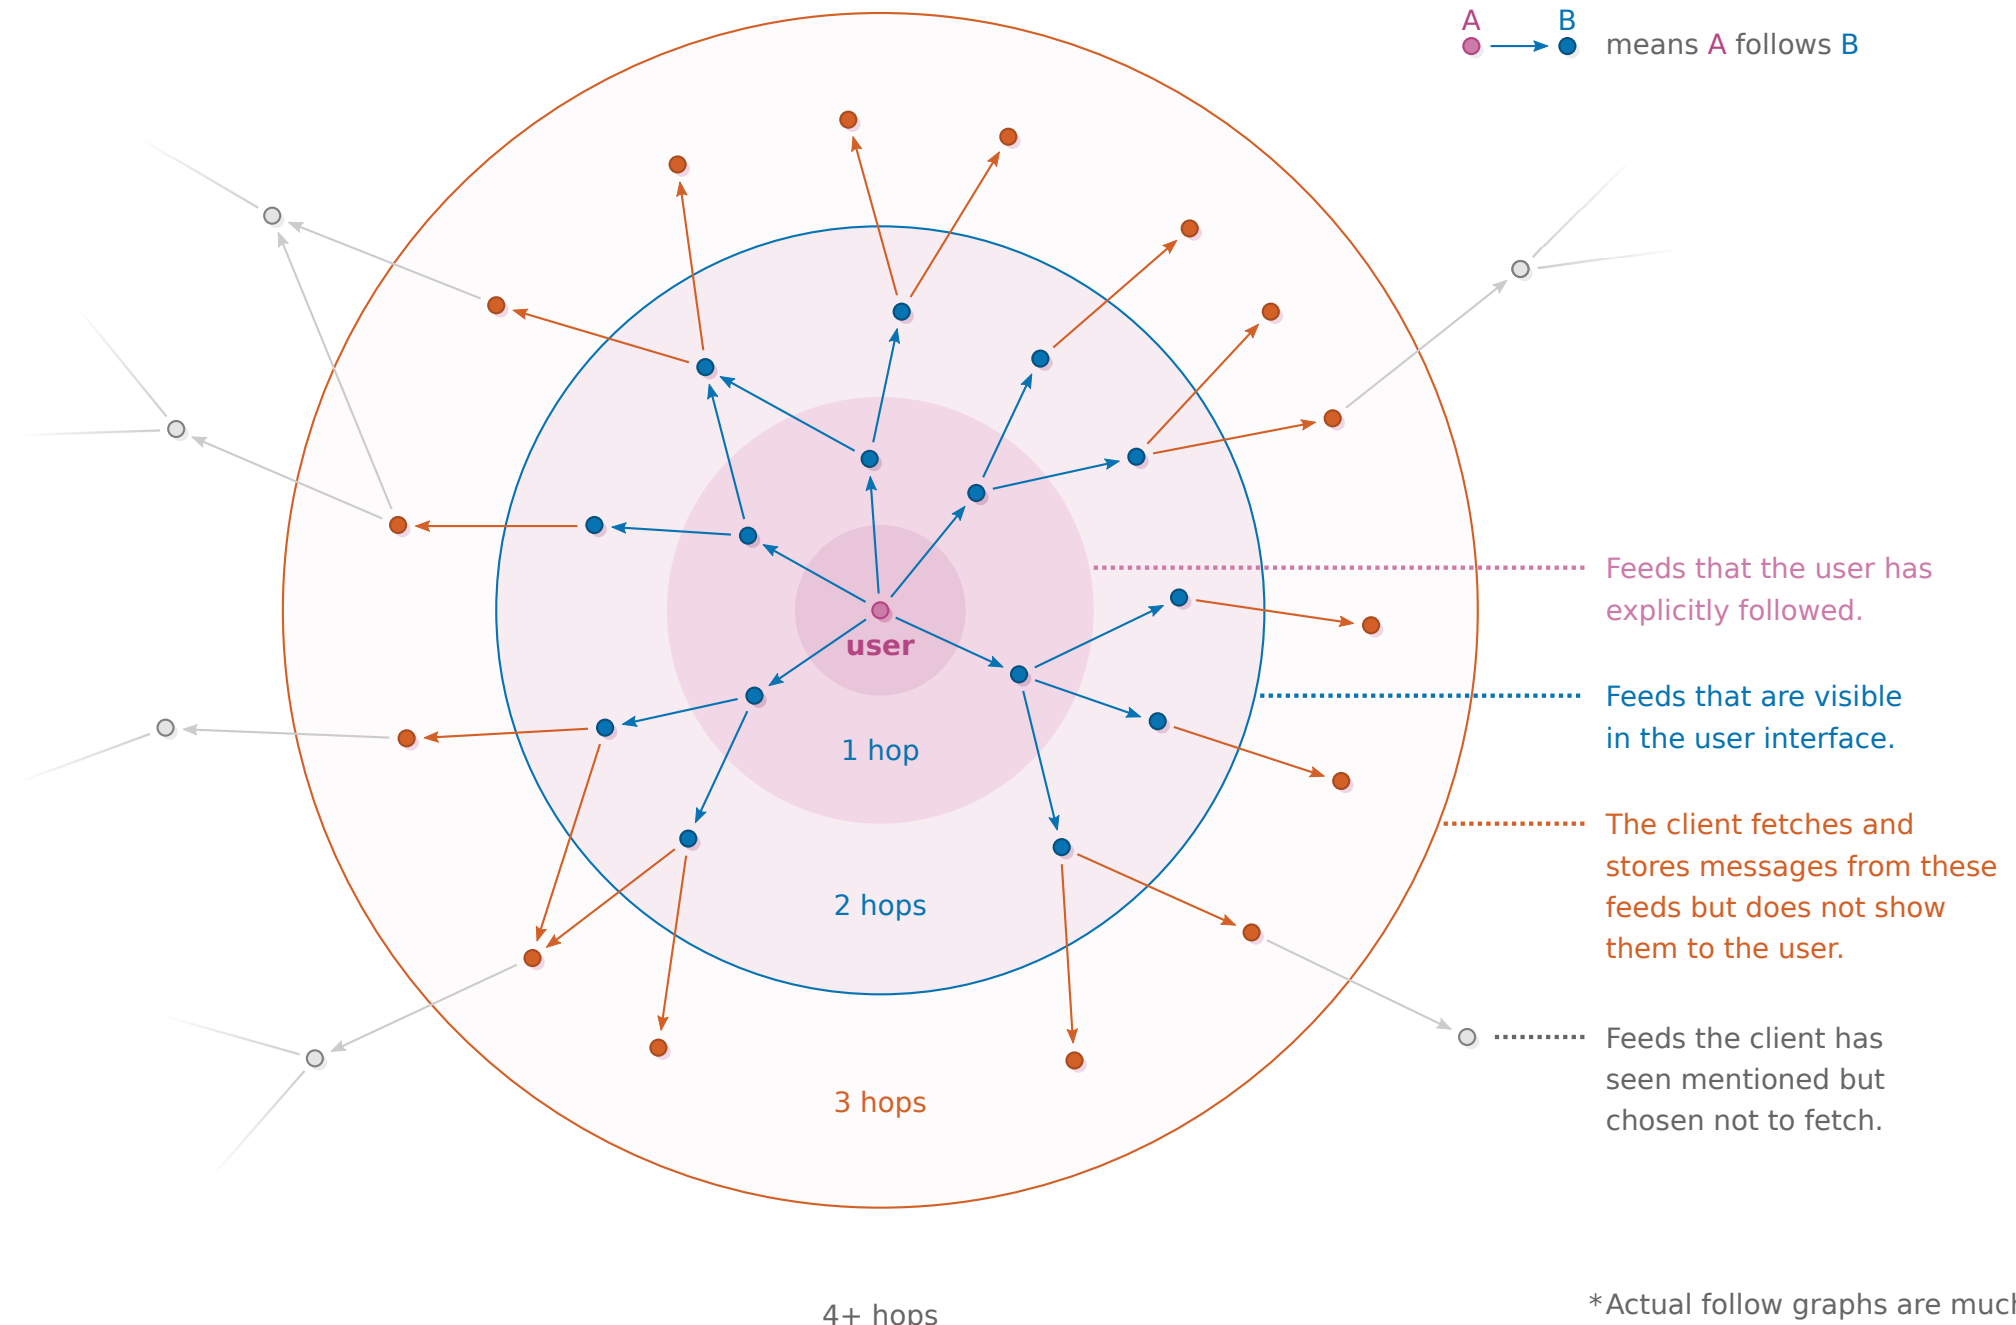 A B
means A follows B
Feeds that the user has
explicitly followed.
user
Feeds that are visible
in the user interface.
1 hop
The client fetches and
stores messages from these
feeds but does not show
them to the user.
2 hops
Feeds the client has
seen mentioned but
chosen not to fetch.
3 hops
*Actual follow graphs are much
4+ hops